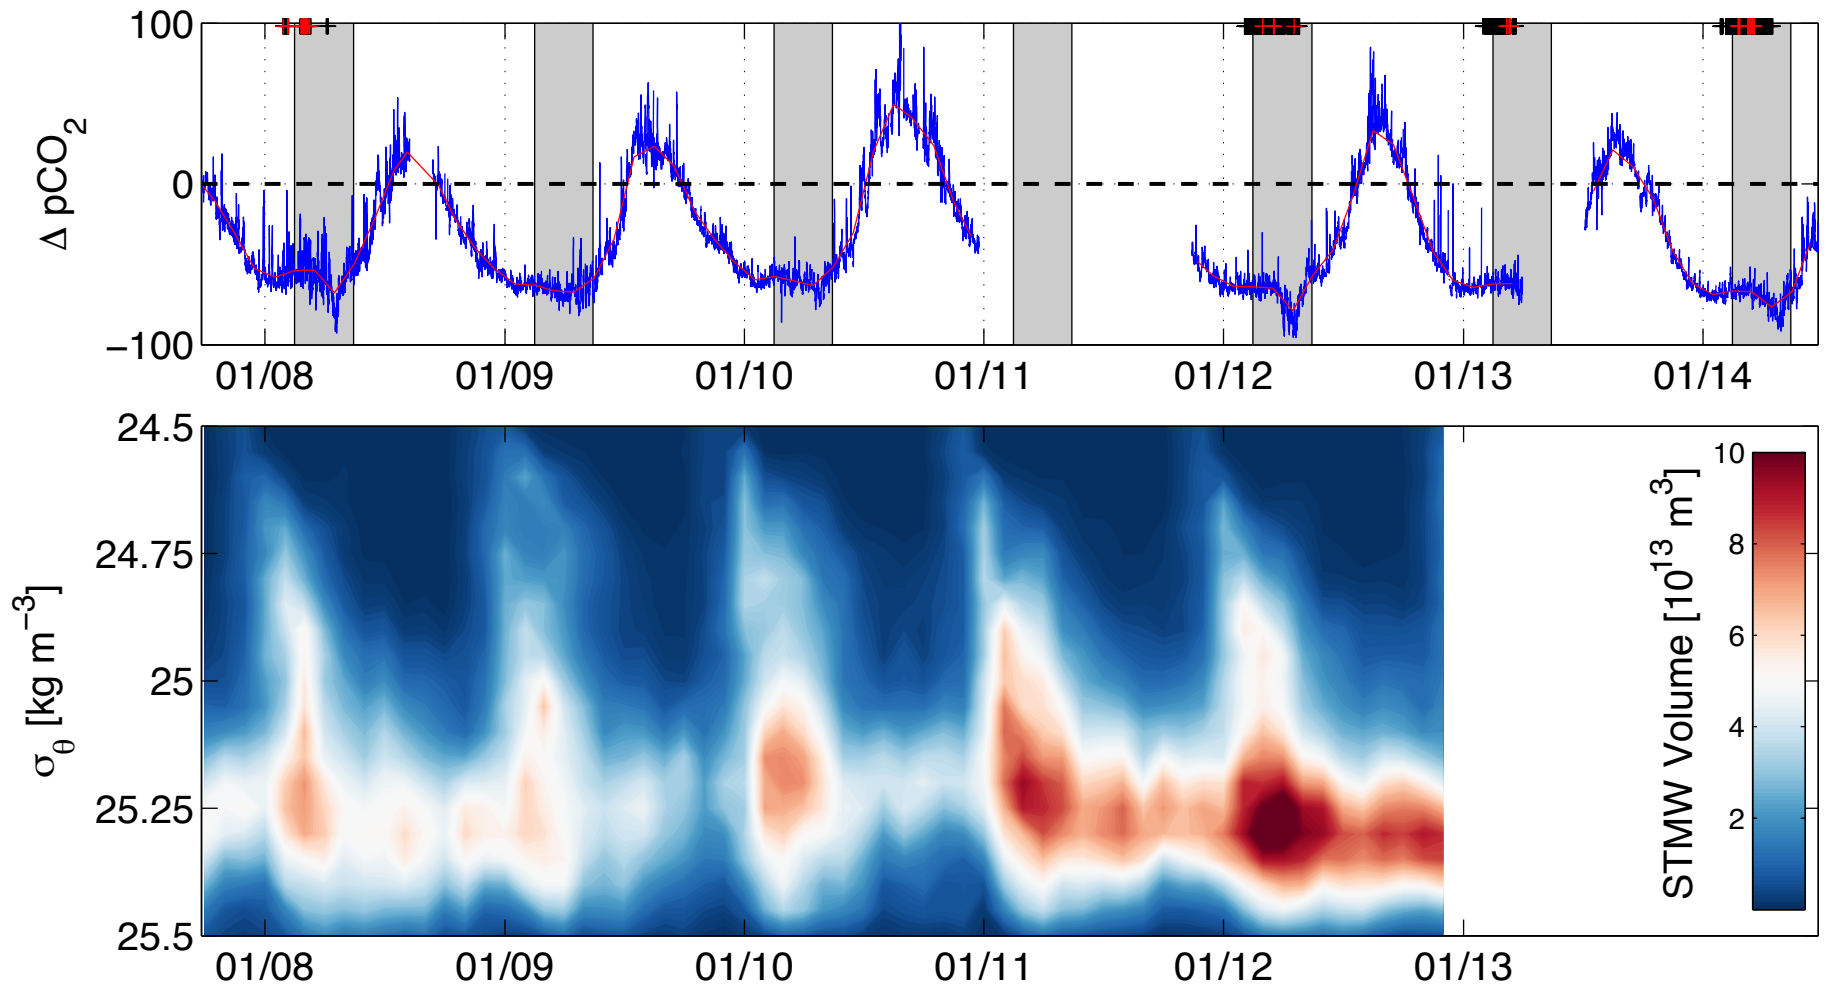 100
0
−100
Δ pCO2
01/08 01/09 01/10 01/11 01/12 01/13 01/14
24.5
24.75
25
25.25
25.5
σθ [kg m−3]
10
8
6
4
2
STMW Volume [10^13 m^3]
01/08 01/09 01/10 01/11 01/12 01/13